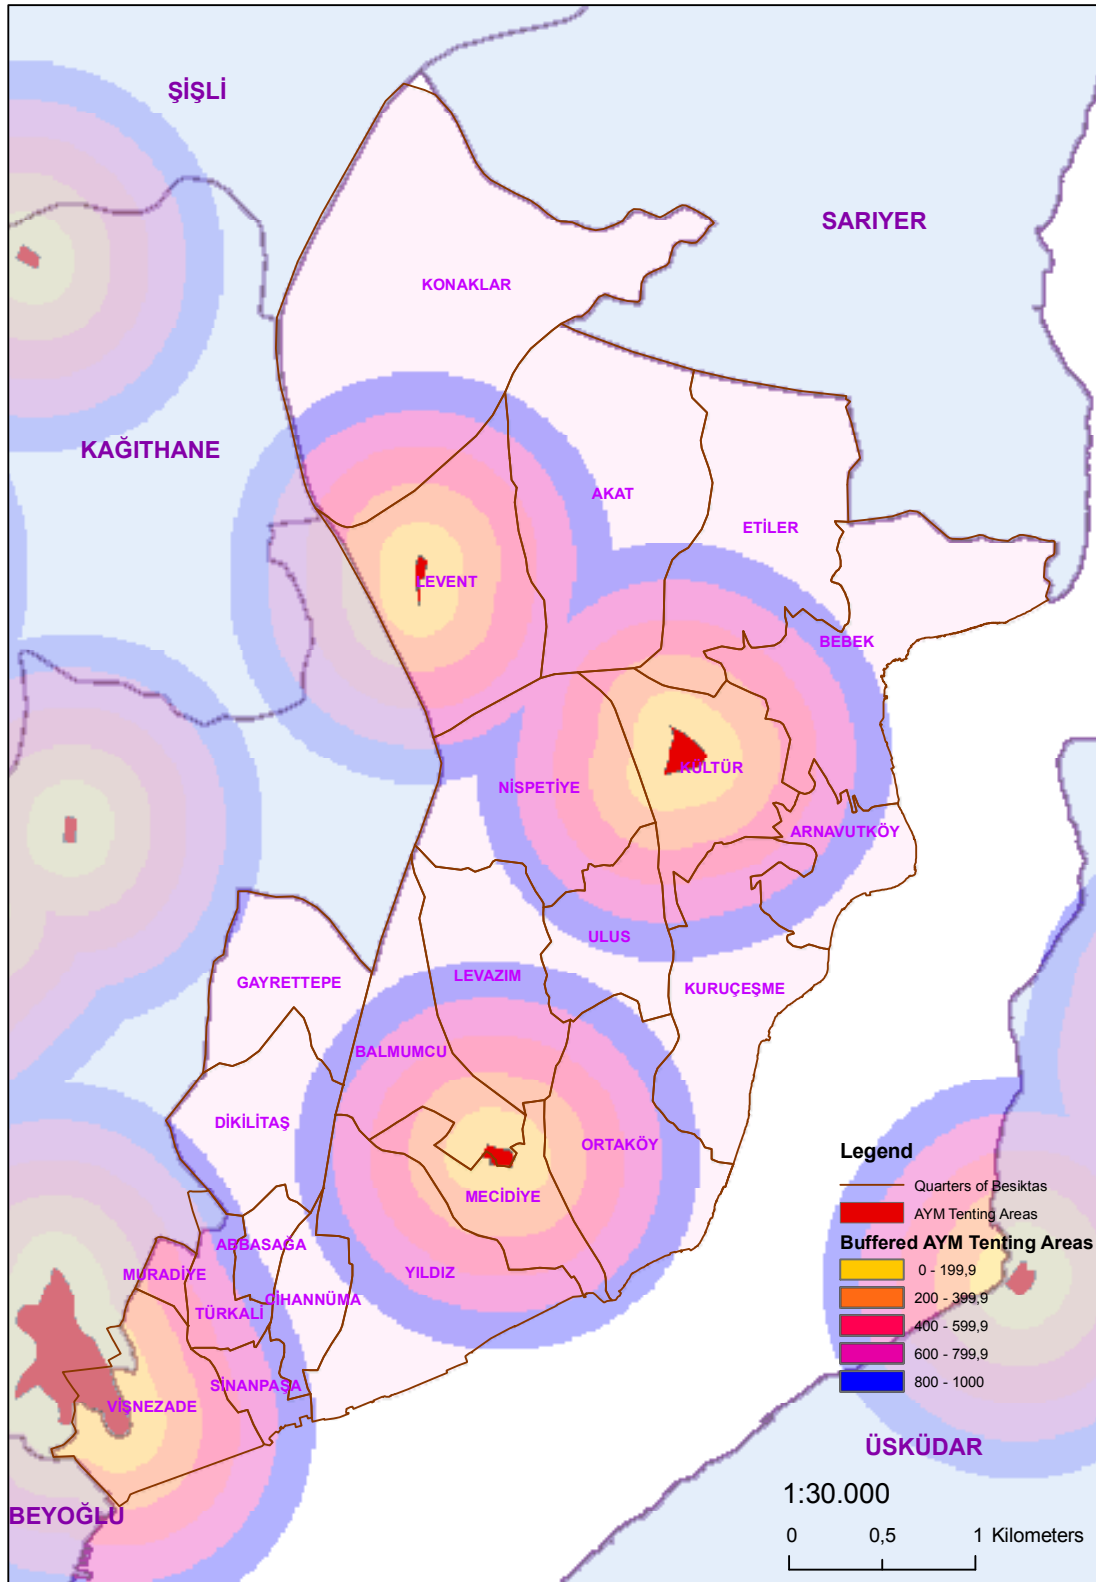 ŞİŞLİ
SARIYER
KONAKLAR
KAĞITHANE
AKAT
ETİLER
LEVENT
BEBEK
KÜLTÜR
NİSPETİYE
ARNAVUTKÖY
ULUS
LEVAZIM
GAYRETTEPE
KURUÇEŞME
BALMUMCU
DİKİLİTAŞ
ORTAKÖY
MECİDİYE
ABBASAĞA
MURADİYE
YILDIZ
CİHANNÜMA
TÜRKALİ
SİNANPAŞA
VİŞNEZADE
BEYOĞLU
Legend
Quarters of Besiktas
AYM Tenting Areas
Buffered AYM Tenting Areas
0 - 199,9
200 - 399,9
400 - 599,9
600 - 799,9
800 - 1000
ÜSKÜDAR
1:30.000
0 0,5 1 Kilometers